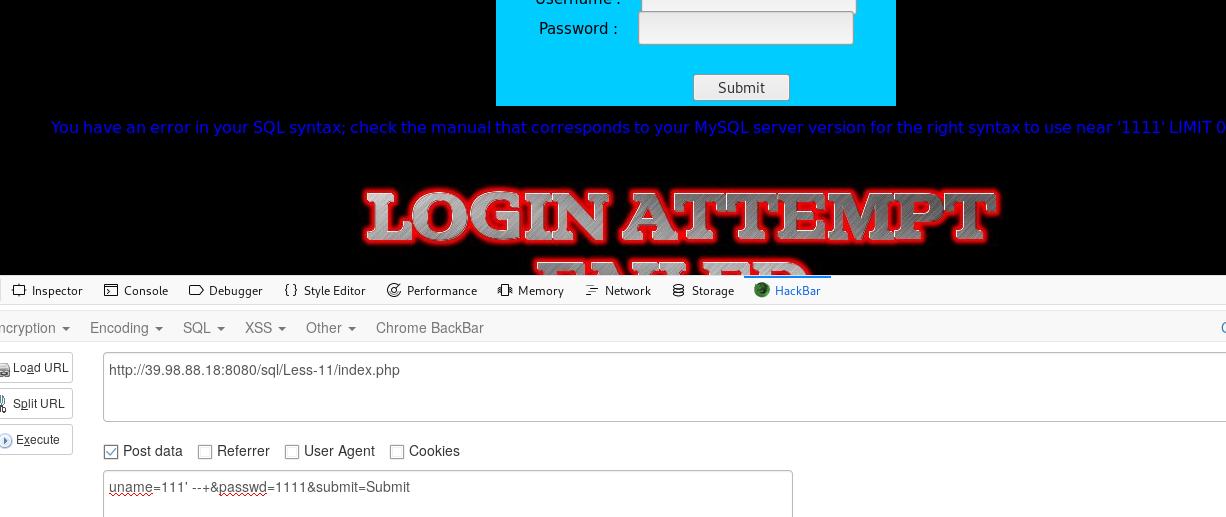 Username :
Password :
Submit
You have an error in your SQL syntax; check the manual that corresponds to your MySQL server version for the right syntax to use near '1111' LIMIT 0
LOGIN ATTEMPT
FAILED
Inspector Console Debugger { } Style Editor Performance Memory Network Storage HackBar
ncryption Encoding SQL XSS Other Chrome BackBar
Load URL
http://39.98.88.18:8080/sql/Less-11/index.php
Split URL
Execute
Post data Referrer User Agent Cookies
uname=111' --+&passwd=1111&submit=Submit